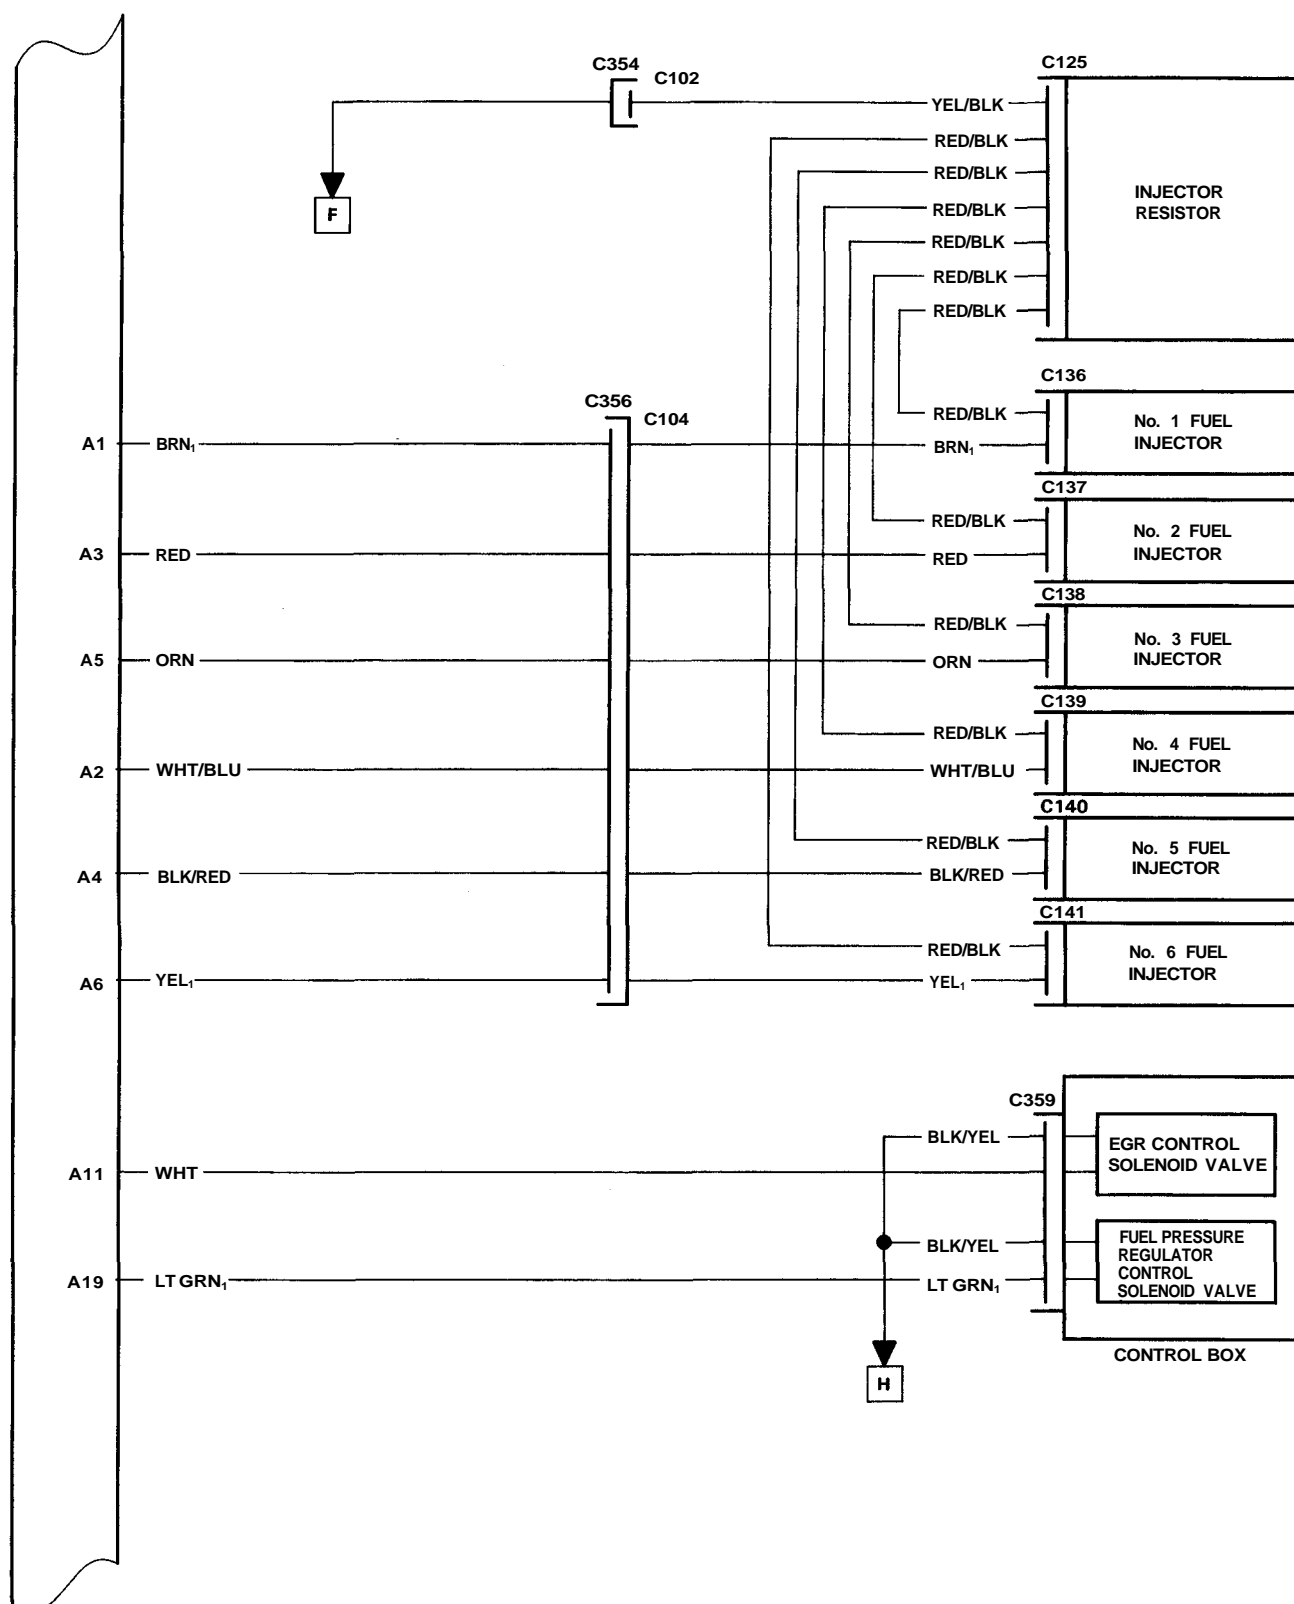 C354
C102
C125
YEL/BLK
RED/BLK
RED/BLK
RED/BLK
RED/BLK
RED/BLK
RED/BLK
INJECTOR
RESISTOR
F
C136
C356
C104
RED/BLK
No. 1 FUEL
INJECTOR
A1
BRN₁
BRN₁
C137
RED/BLK
No. 2 FUEL
INJECTOR
A3
RED
RED
C138
RED/BLK
No. 3 FUEL
INJECTOR
A5
ORN
ORN
C139
RED/BLK
No. 4 FUEL
INJECTOR
A2
WHT/BLU
WHT/BLU
C140
RED/BLK
No. 5 FUEL
INJECTOR
A4
BLK/RED
BLK/RED
C141
RED/BLK
No. 6 FUEL
INJECTOR
A6
YEL₁
YEL₁
C359
BLK/YEL
EGR CONTROL
SOLENOID VALVE
A11
WHT
BLK/YEL
FUEL PRESSURE
REGULATOR
CONTROL
SOLENOID VALVE
A19
LT GRN₁
LT GRN₁
CONTROL BOX
H